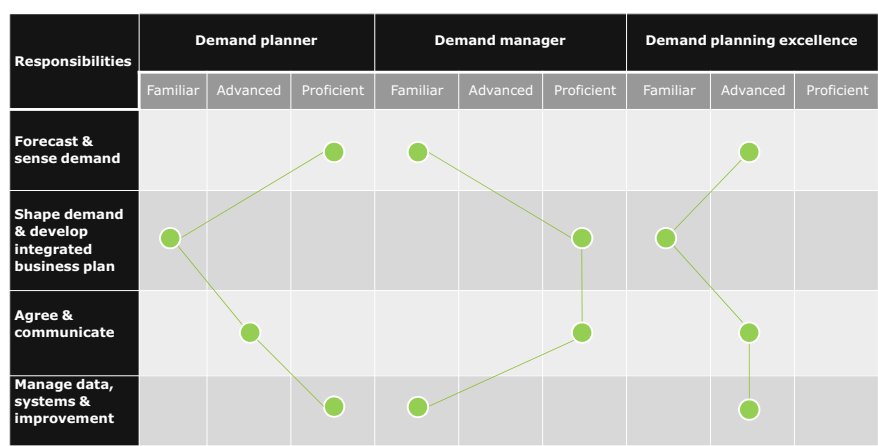 Responsibilities
Demand planner
Demand manager
Demand planning excellence
Familiar
Advanced
Proficient
Familiar
Advanced
Proficient
Familiar
Advanced
Proficient
Forecast &
sense demand
Shape demand
& develop
integrated
business plan
Agree &
communicate
Manage data,
systems &
improvement